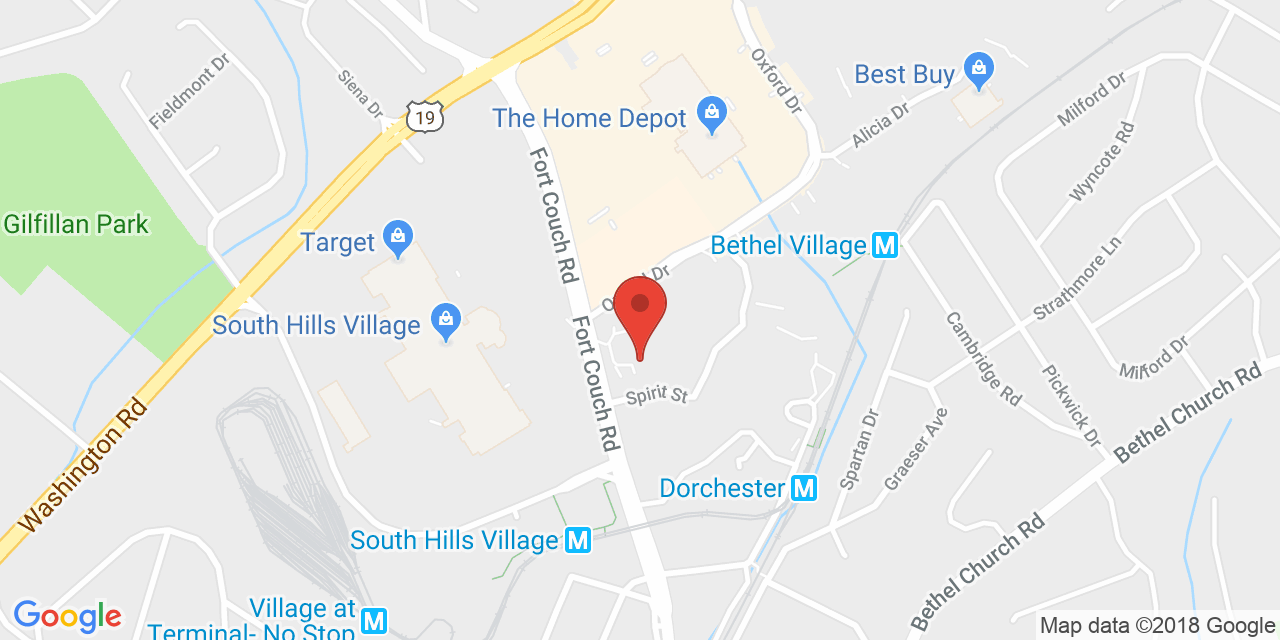 Fieldmont Dr
Siena Dr
19
Oxford Dr
Best Buy
Milford Dr
The Home Depot
Alicia Dr
Wyncote Rd
Fort Couch Rd
Gilfillan Park
Target
Bethel Village M
Strathmore Ln
South Hills Village
Fort Couch Rd
Cambridge Rd
Milford Dr
Pickwick Dr
Bethel Church Rd
Spirit St
Washington Rd
Spartan Dr
Graeser Ave
Dorchester M
South Hills Village M
Bethel Church Rd
Google
Village at
Terminal- No Stop M
Map data ©2018 Google